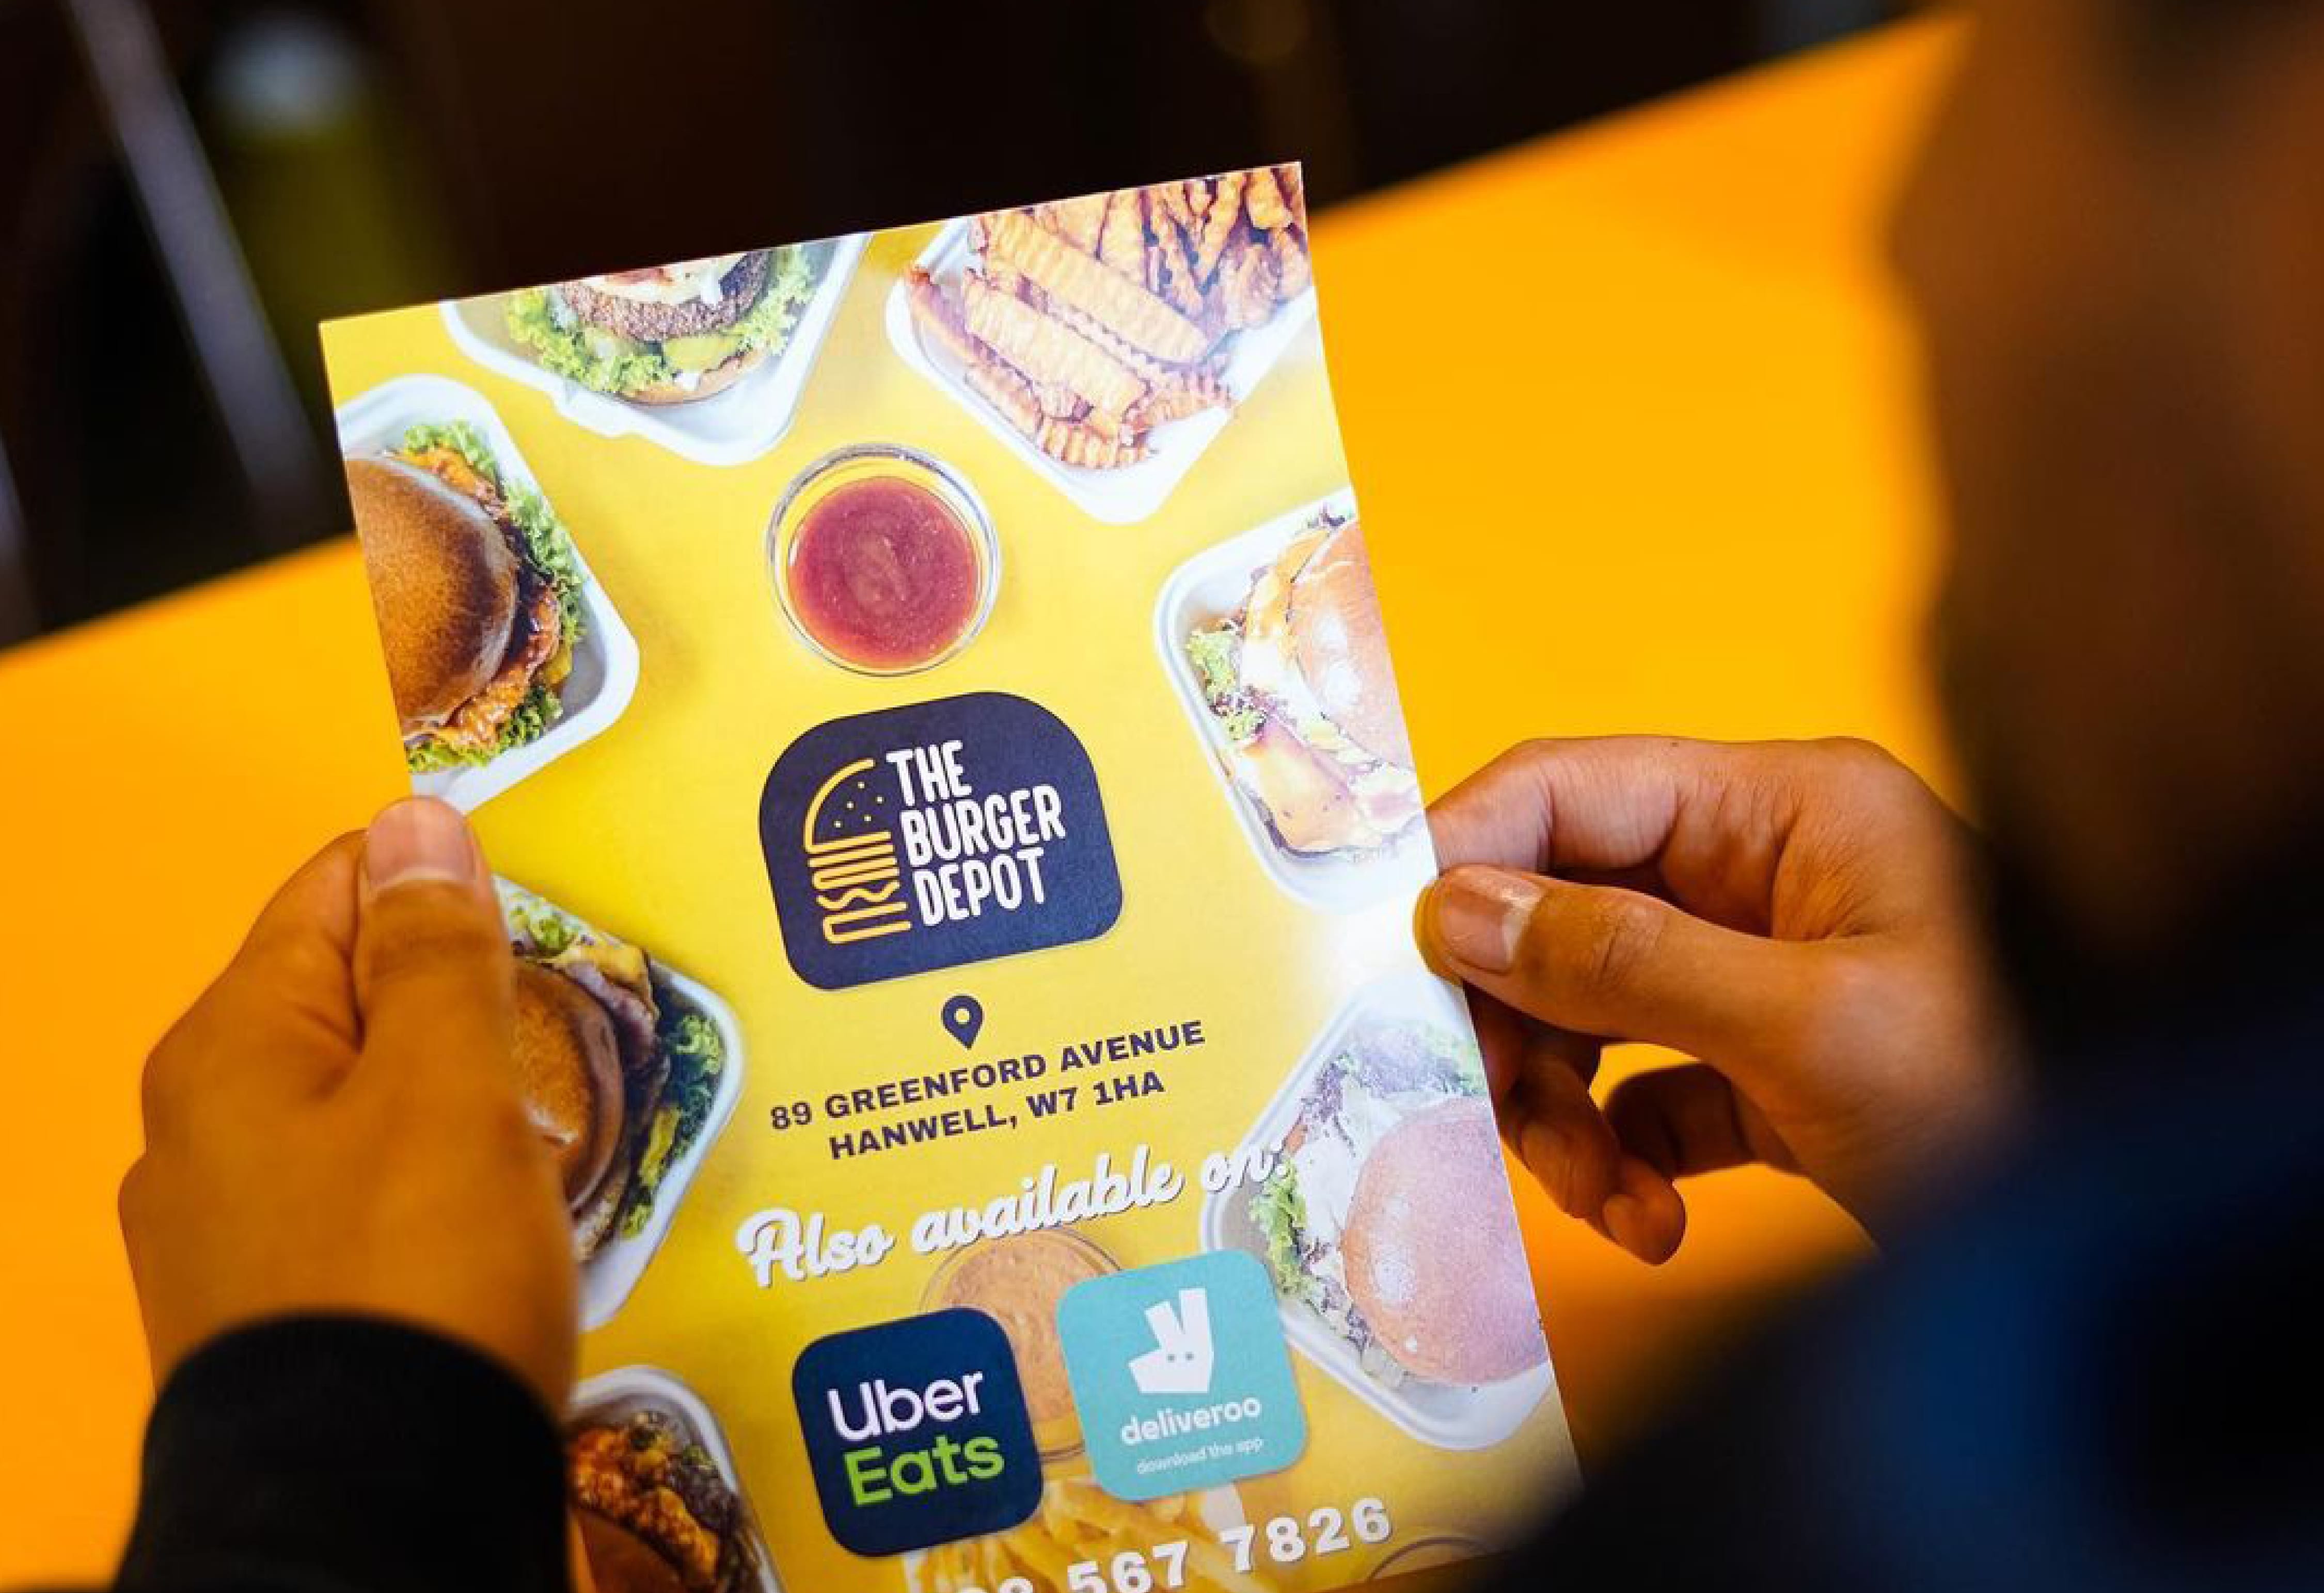 THE
BURGER
DEPOT
89 GREENFORD AVENUE
HANWELL, W7 1HA
Also available on:
Uber
Eats
deliveroo
download the app
567 7826